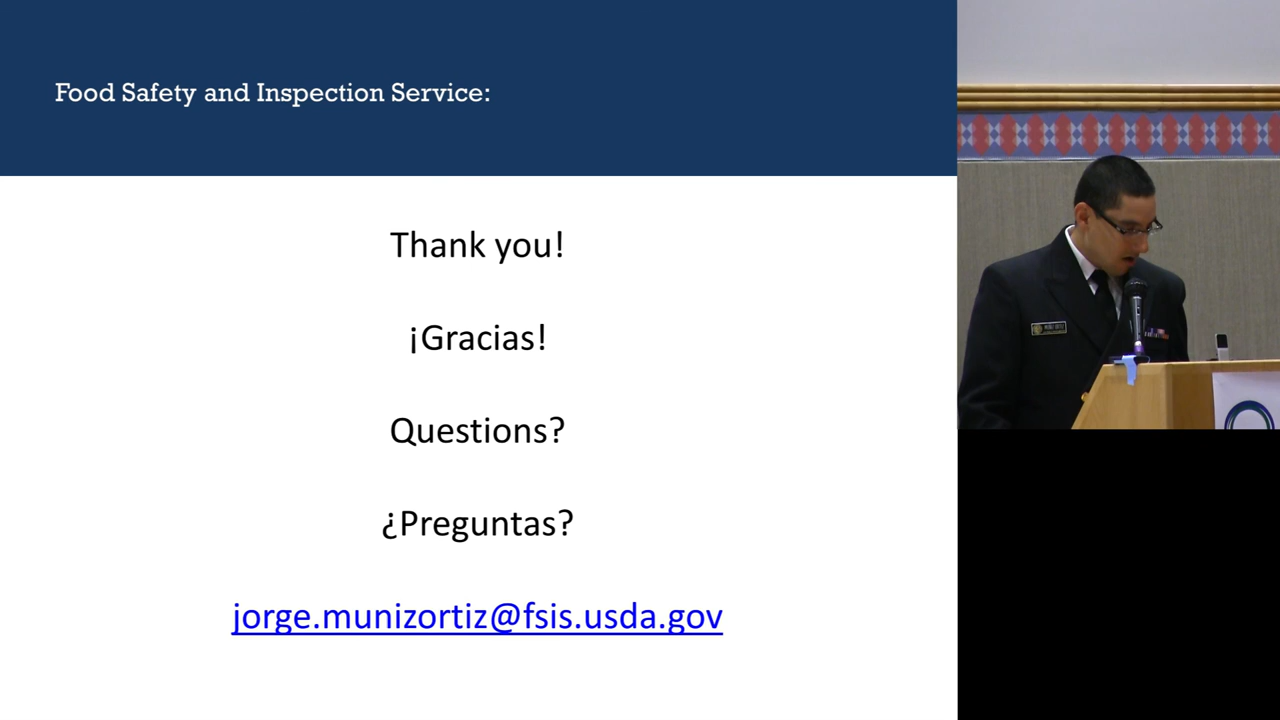 Food Safety and Inspection Service:
Thank you!
¡Gracias!
Questions?
¿Preguntas?
jorge.munizortiz@fsis.usda.gov